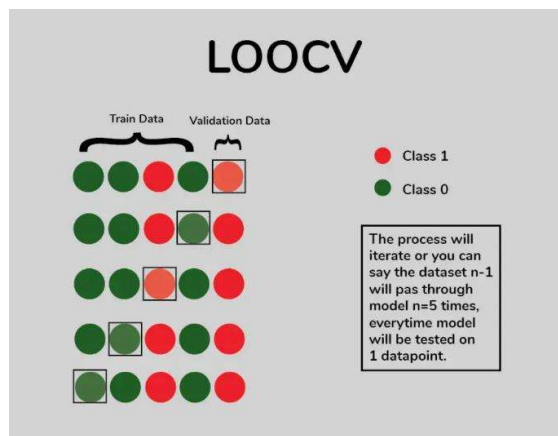 LOOCV
Train Data
Validation Data
Class 1
Class 0
The process will
iterate or you can
say the dataset n-1
will pas through
model n=5 times,
everytime model
will be tested on
1 datapoint.